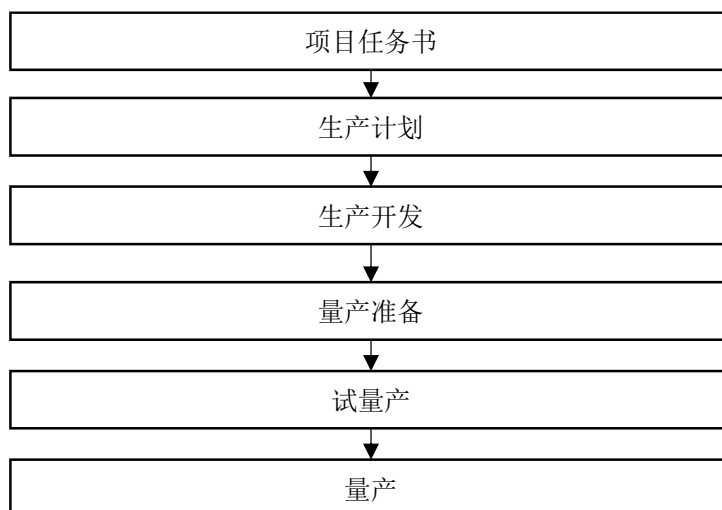 项目任务书
生产计划
生产开发
量产准备
试量产
量产